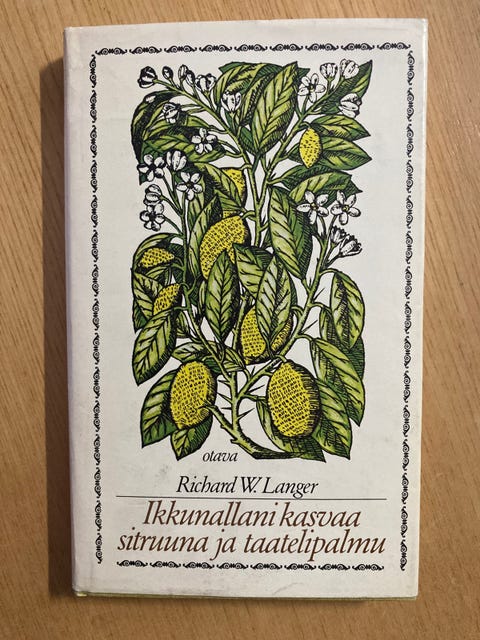 otava
Richard W. Langer
Ikkunallani kasvaa
sitruuna ja taatelipalmu